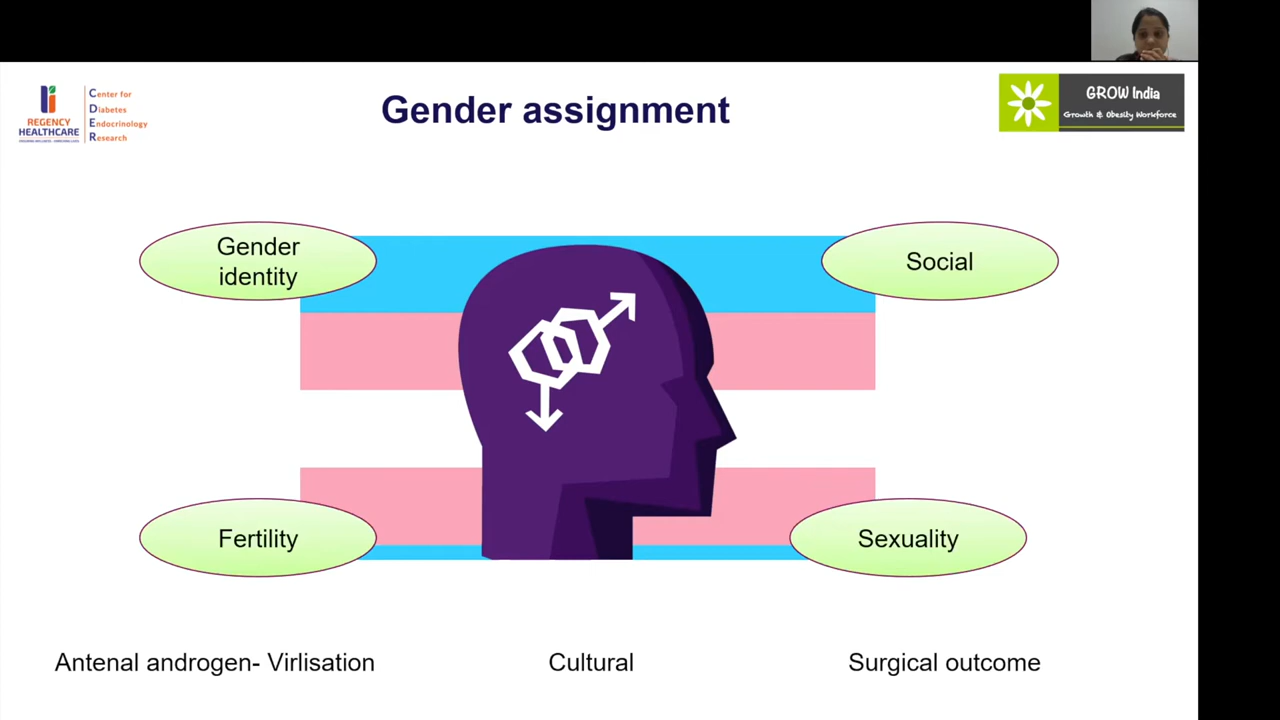 REGENCY
HEALTHCARE
Center for
Diabetes
Endocrinology
Research
Gender assignment
GROW India
Growth & Obesity Workforce
Gender
identity
Social
Fertility
Sexuality
Antenal androgen- Virlisation
Cultural
Surgical outcome